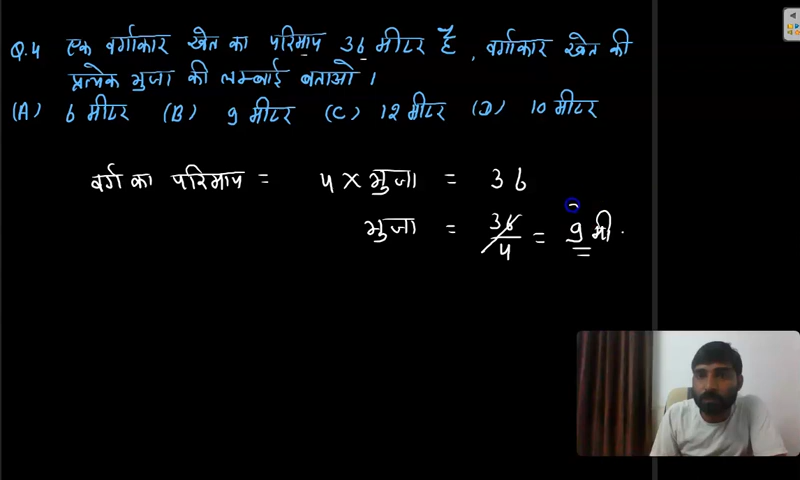 Q.4 एक वर्गाकार खेत का परिमाप 36 मीटर है , वर्गाकार खेत की
प्रत्येक भुजा की लम्बाई बताओ ।
(A) 6 मीटर (B) 9 मीटर (C) 12 मीटर (D) 10 मीटर
वर्ग का परिमाप = 4 × भुजा = 36
भुजा = 36/4 = 9 मी.